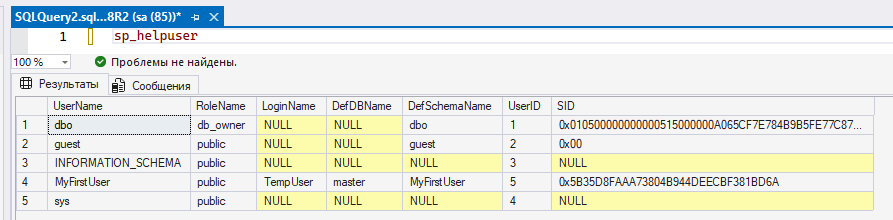 SQLQuery2.sql...8R2 (sa (85))*
1 sp_helpuser
100 % Проблемы не найдены.
Результаты Сообщения
UserName RoleName LoginName DefDBName DefSchemaName UserID SID
1 dbo db_owner NULL NULL dbo 1 0x010500000000000515000000A065CF7E784B9B5FE77C87...
2 guest public NULL NULL guest 2 0x00
3 INFORMATION_SCHEMA public NULL NULL NULL 3 NULL
4 MyFirstUser public TempUser master MyFirstUser 5 0x5B35D8FAAA73804B944DEECBF381BD6A
5 sys public NULL NULL NULL 4 NULL